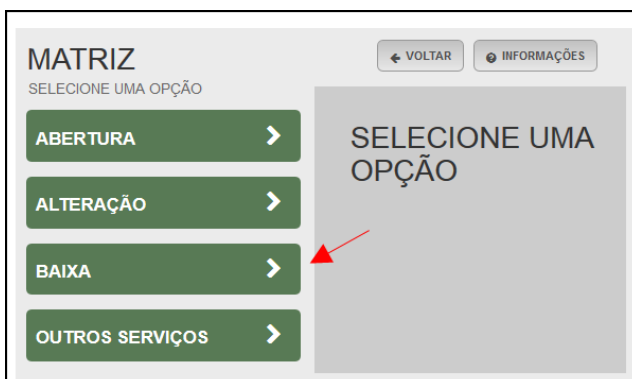 MATRIZ
SELECIONE UMA OPÇÃO
VOLTAR
INFORMAÇÕES
ABERTURA
ALTERAÇÃO
BAIXA
OUTROS SERVIÇOS
SELECIONE UMA
OPÇÃO